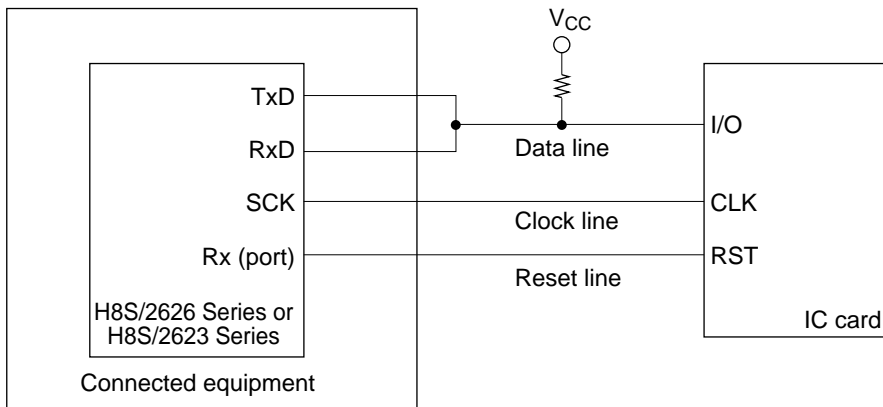 VCC
TxD
RxD
SCK
Rx (port)
H8S/2626 Series or
H8S/2623 Series
Connected equipment
Data line
Clock line
Reset line
I/O
CLK
RST
IC card